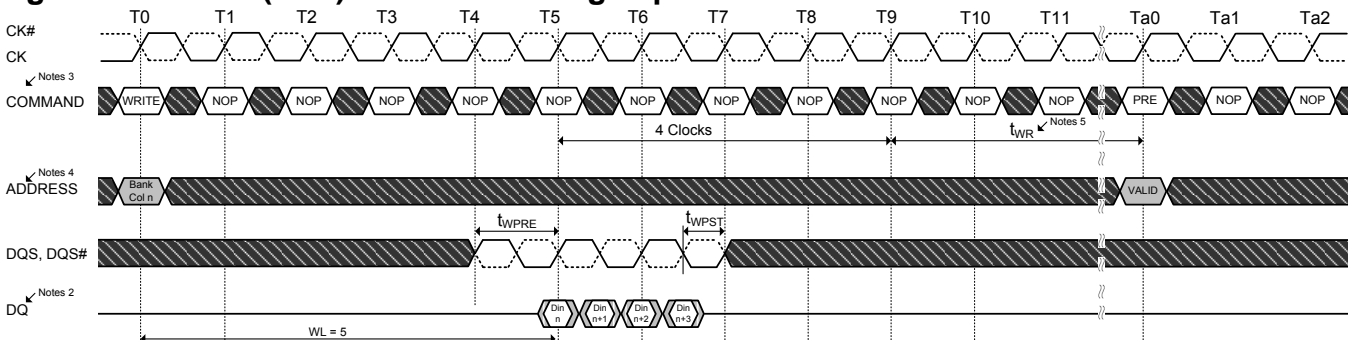 T0 T1 T2 T3 T4 T5 T6 T7 T8 T9 T10 T11 Ta0 Ta1 Ta2
CK#
CK
Notes 3
COMMAND WRITE NOP NOP NOP NOP NOP NOP NOP NOP NOP NOP NOP PRE NOP NOP
4 Clocks tWR Notes 5
Notes 4
ADDRESS Bank Col n VALID
tWPRE tWPST
DQS, DQS#
Notes 2
DQ Din n Din n+1 Din n+2 Din n+3
WL = 5